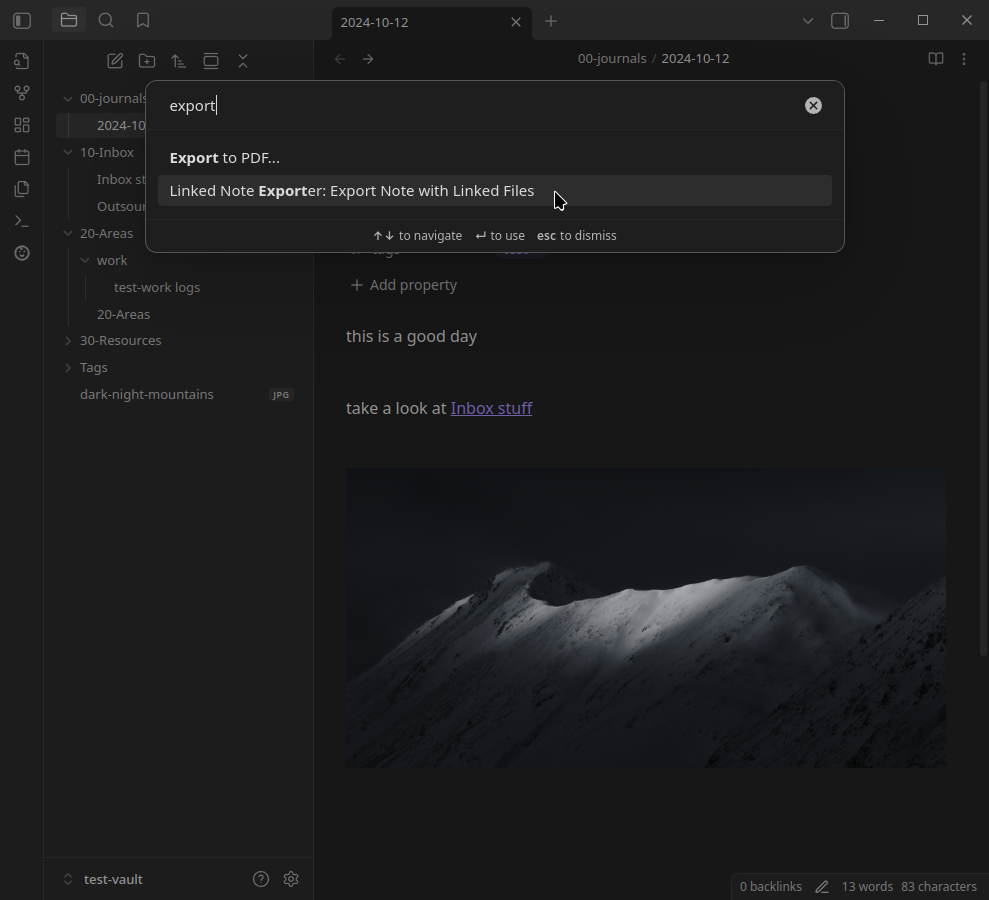 2024-10-12
00-journals / 2024-10-12
export
Export to PDF...
Linked Note Exporter: Export Note with Linked Files
↑↓ to navigate ↵ to use esc to dismiss
00-journals
2024-10
10-Inbox
Inbox st
Outsour
20-Areas
work
test-work logs
20-Areas
30-Resources
Tags
dark-night-mountains JPG
test-vault
tags
Add property
this is a good day
take a look at Inbox stuff
0 backlinks 13 words 83 characters